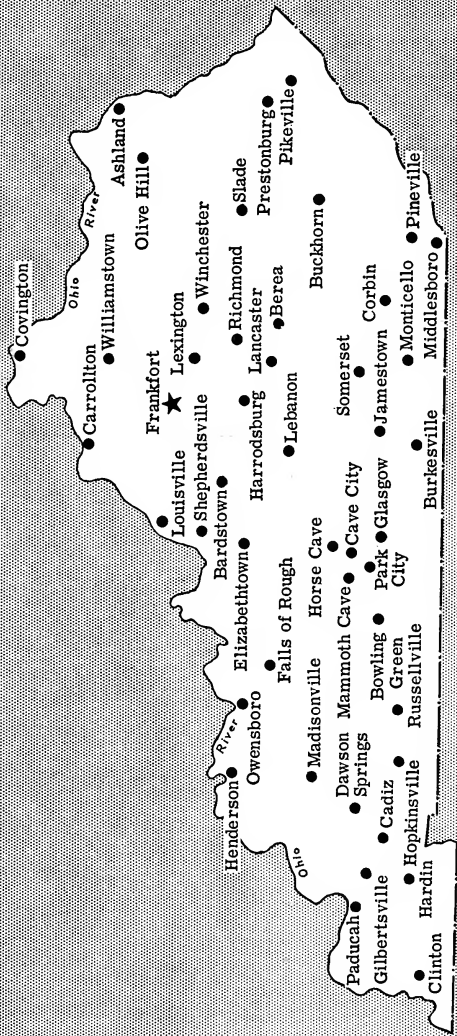 Covington
Ohio
River
Carrollton
Williamstown
Ashland
Olive Hill
Frankfort
Lexington
Winchester
Louisville
Shepherdsville
Slade
Prestonburg
Pikeville
Richmond
Bardstown
Harrodsburg
Lancaster
Berea
Elizabethtown
Lebanon
Buckhorn
River
Owensboro
Henderson
Falls of Rough
Horse Cave
Somerset
Corbin
Pineville
Madisonville
Mammoth Cave
Cave City
Jamestown
Monticello
Middlesboro
Ohio
Dawson
Springs
Park
City
Glasgow
Bowling
Green
Burkesville
Russellville
Paducah
Cadiz
Gilbertsville
Hopkinsville
Hardin
Clinton